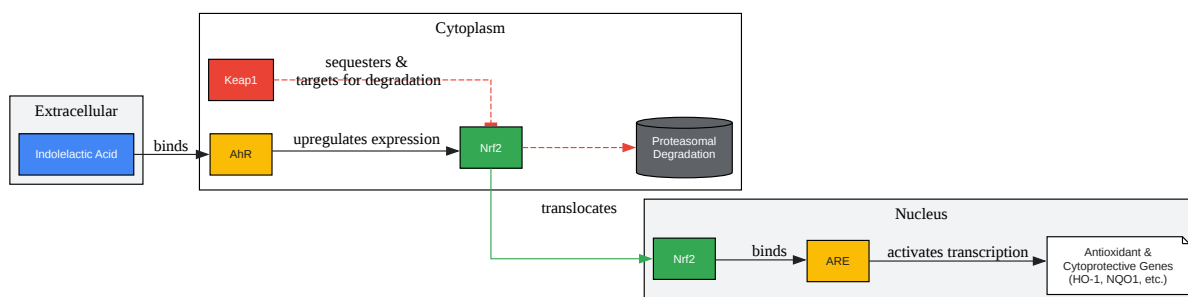 Cytoplasm
Keap1
sequesters &
targets for degradation
Extracellular
Indolelactic Acid
binds
AhR
upregulates expression
Nrf2
Proteasomal
Degradation
translocates
Nucleus
Nrf2
binds
ARE
activates transcription
Antioxidant &
Cytoprotective Genes
(HO-1, NQO1, etc.)